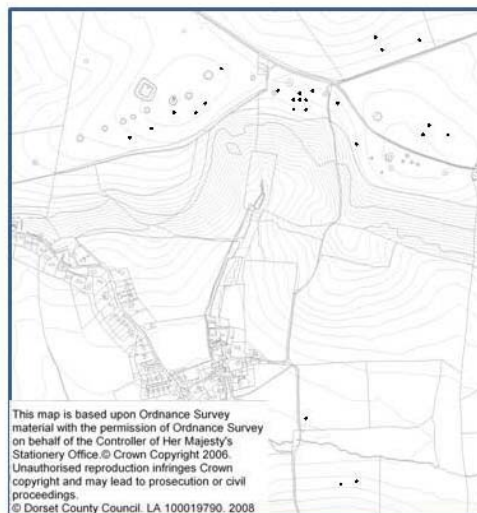 This map is based upon Ordnance Survey
material with the permission of Ordnance Survey
on behalf of the Controller of Her Majesty's
Stationery Office.© Crown Copyright 2006.
Unauthorised reproduction infringes Crown
copyright and may lead to prosecution or civil
proceedings.
© Dorset County Council. LA 100019790. 2008